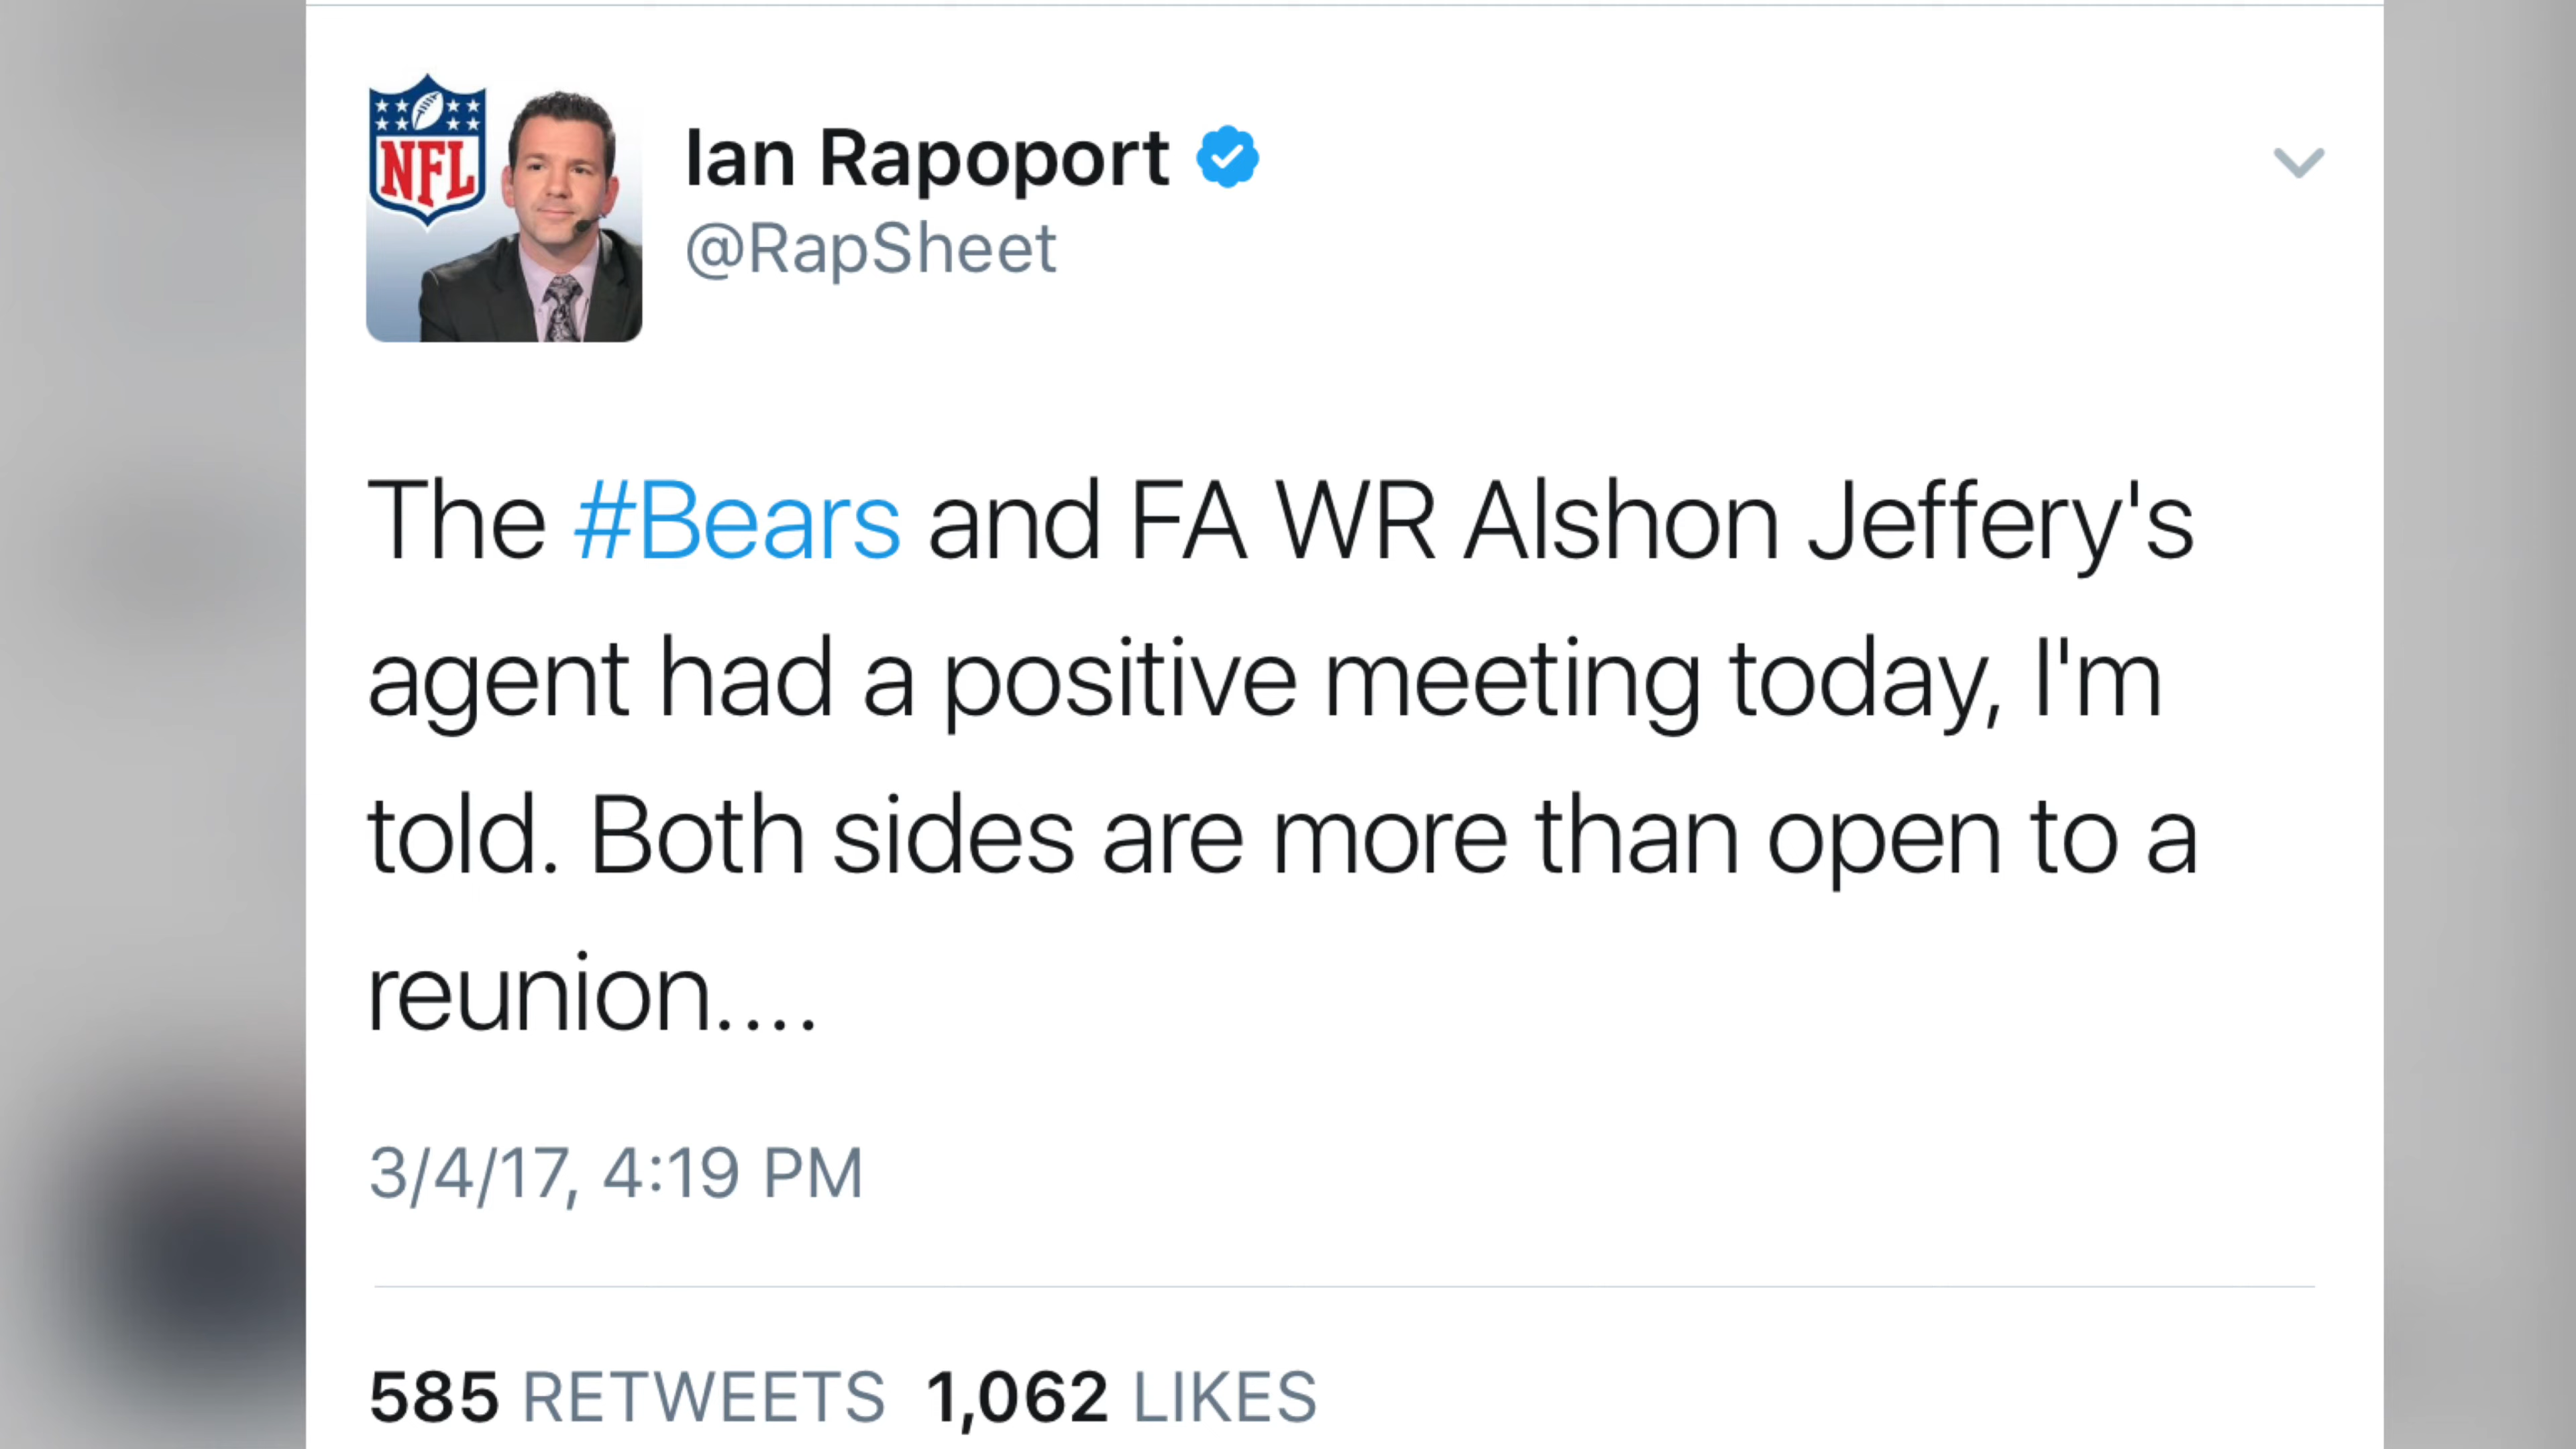 NFL
Ian Rapoport
@RapSheet
The #Bears and FA WR Alshon Jeffery's
agent had a positive meeting today, I'm
told. Both sides are more than open to a
reunion....
3/4/17, 4:19 PM
585 RETWEETS 1,062 LIKES